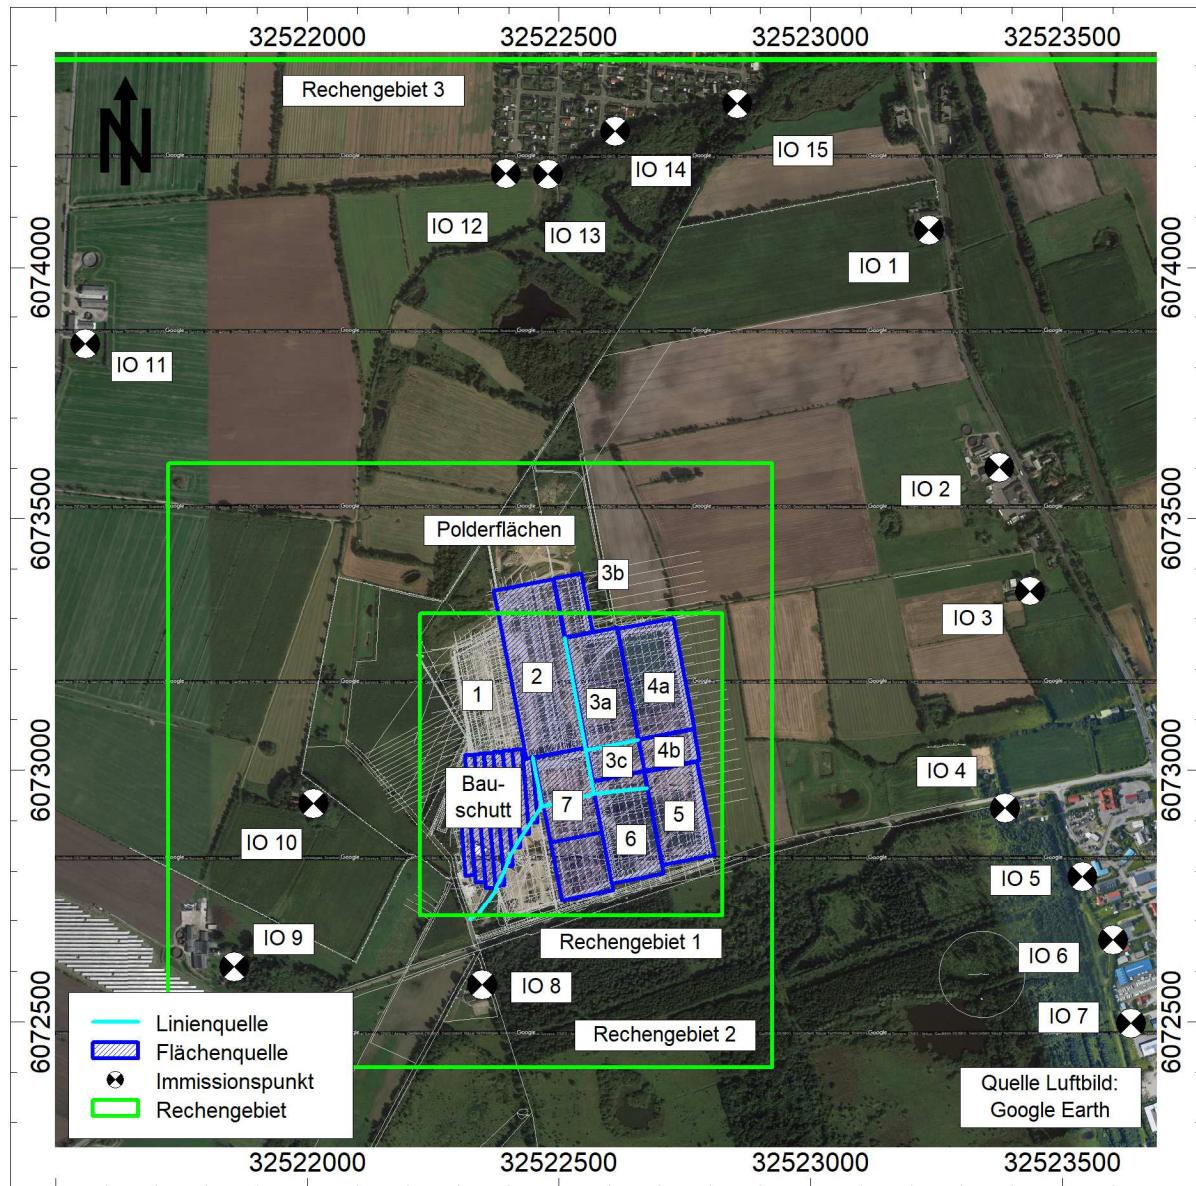 32522000
32522500
32523000
32523500
Rechengebiet 3
N
IO 14
IO 15
IO 12
IO 13
IO 1
6074000
6074000
IO 11
IO 2
6073500
6073500
Polderflächen
3b
IO 3
1
2
3a
4a
3c
4b
6073000
6073000
IO 4
Bau-
schutt
7
5
6
IO 10
IO 5
IO 9
Rechengebiet 1
IO 6
IO 8
IO 7
6072500
6072500
Rechengebiet 2
Linienquelle
Flächenquelle
Immissionspunkt
Rechengebiet
Quelle Luftbild:
Google Earth
32522000
32522500
32523000
32523500